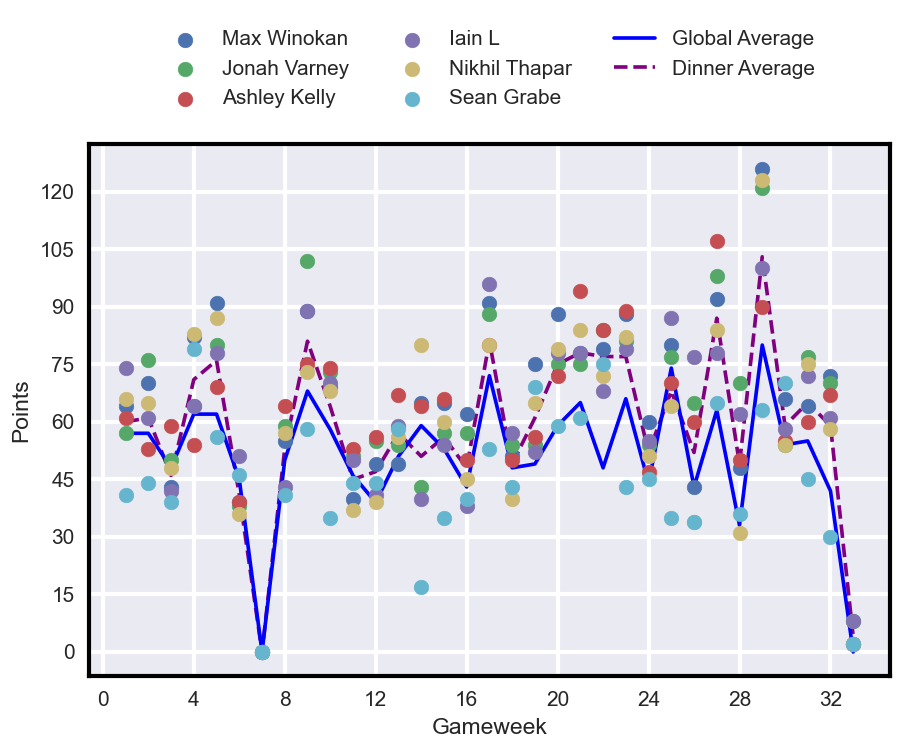 Max Winokan Iain L Global Average
Jonah Varney Nikhil Thapar Dinner Average
Ashley Kelly Sean Grabe
120
105
90
75
60
45
30
15
0
Points
0 4 8 12 16 20 24 28 32
Gameweek